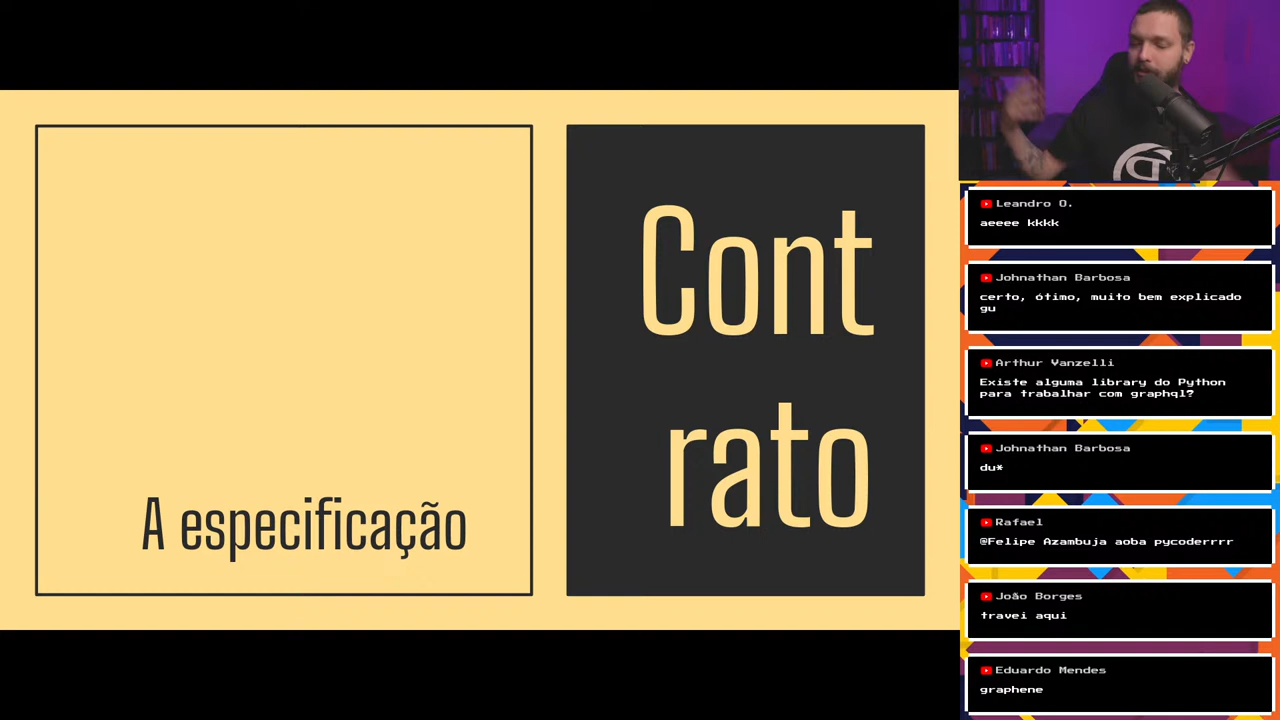 A especificação
Cont
rato
Leandro O.
aeeee kkkk
Johnathan Barbosa
certo, ótimo, muito bem explicado
gu
Arthur Vanzelli
Existe alguma library do Python
para trabalhar com graphql?
Johnathan Barbosa
du*
Rafael
@Felipe Azambuja aoba pycoderrrr
João Borges
travei aqui
Eduardo Mendes
graphene